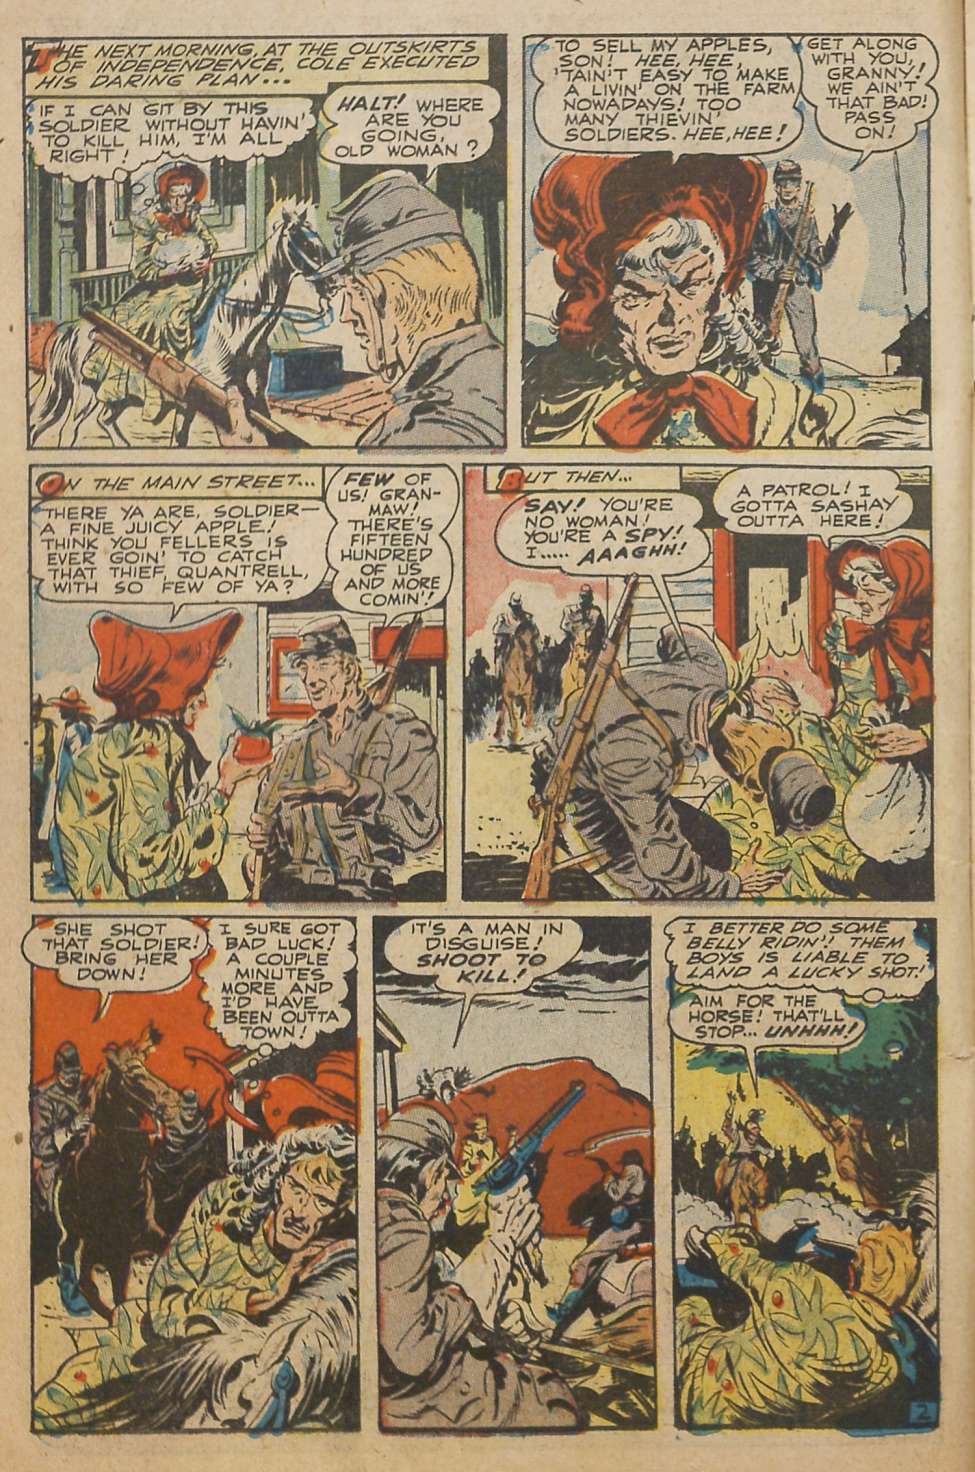 THE NEXT MORNING, AT THE OUTSKIRTS
OF INDEPENDENCE, COLE EXECUTED
HIS DARING PLAN...
IF I CAN GIT BY THIS
SOLDIER WITHOUT HAVIN'
TO KILL HIM, I'M ALL
RIGHT!
HALT! WHERE
ARE YOU
GOING,
OLD WOMAN?
TO SELL MY APPLES,
SON! HEE, HEE,
'TAIN'T EASY TO MAKE
A LIVIN' ON THE FARM
NOWADAYS! TOO
MANY THIEVIN'
SOLDIERS. HEE, HEE!
GET ALONG
WITH YOU,
GRANNY!
WE AIN'T
THAT BAD!
PASS
ON!
ON THE MAIN STREET...
THERE YA ARE, SOLDIER—
A FINE JUICY APPLE!
THINK YOU FELLERS IS
EVER GOIN' TO CATCH
THAT THIEF, QUANTRELL,
WITH SO FEW OF YA?
FEW OF
US! GRAN-
MAW!
THERE'S
FIFTEEN
HUNDRED
OF US
AND MORE
COMIN'!
BUT THEN...
SAY! YOU'RE
NO WOMAN!
YOU'RE A SPY!
I..... AAAGHH!
A PATROL! I
GOTTA SASHAY
OUTTA HERE!
SHE SHOT
THAT SOLDIER!
BRING HER
DOWN!
I SURE GOT
BAD LUCK!
A COUPLE
MINUTES
MORE AND
I'D HAVE
BEEN OUTTA
TOWN!
IT'S A MAN IN
DISGUISE!
SHOOT TO
KILL!
I BETTER DO SOME
BELLY RIDIN'! THEM
BOYS IS LIABLE TO
LAND A LUCKY SHOT!
AIM FOR THE
HORSE! THAT'LL
STOP... UNHHH!
2